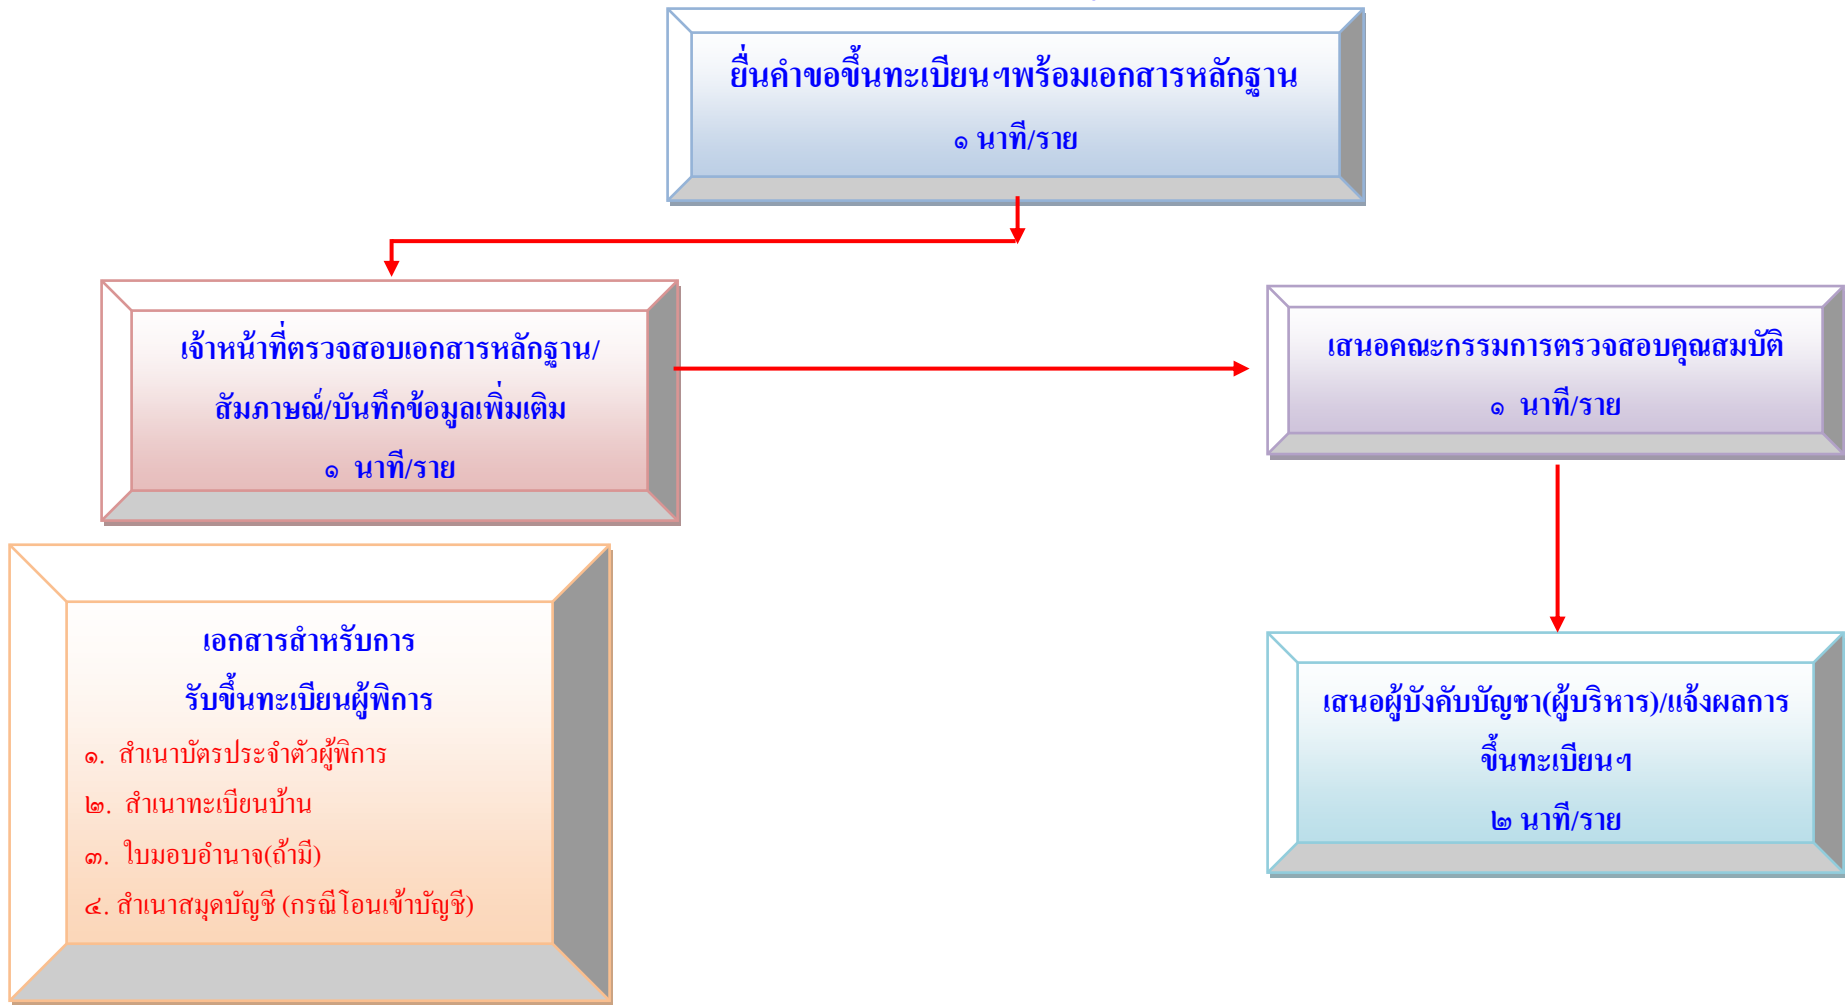 ยื่นคำขอขึ้นทะเบียนฯพร้อมเอกสารหลักฐาน
๑ นาที/ราย
เจ้าหน้าที่ตรวจสอบเอกสารหลักฐาน/
สัมภาษณ์/บันทึกข้อมูลเพิ่มเติม
๑ นาที/ราย
เสนอคณะกรรมการตรวจสอบคุณสมบัติ
๑ นาที/ราย
เอกสารสำหรับการ
รับขึ้นทะเบียนผู้พิการ
๑. สำเนาบัตรประจำตัวผู้พิการ
๒. สำเนาทะเบียนบ้าน
๓. ใบมอบอำนาจ(ถ้ามี)
๔. สำเนาสมุดบัญชี (กรณีโอนเข้าบัญชี)
เสนอผู้บังคับบัญชา(ผู้บริหาร)/แจ้งผลการ
ขึ้นทะเบียนฯ
๒ นาที/ราย